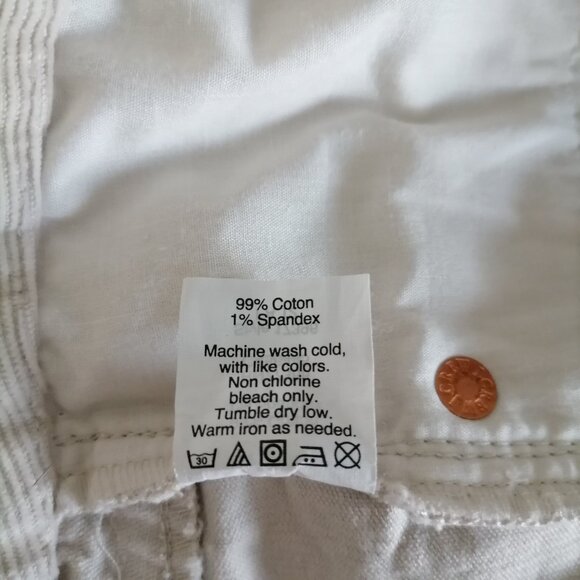 99% Coton
1% Spandex
Machine wash cold,
with like colors.
Non chlorine
bleach only.
Tumble dry low.
Warm iron as needed.
30